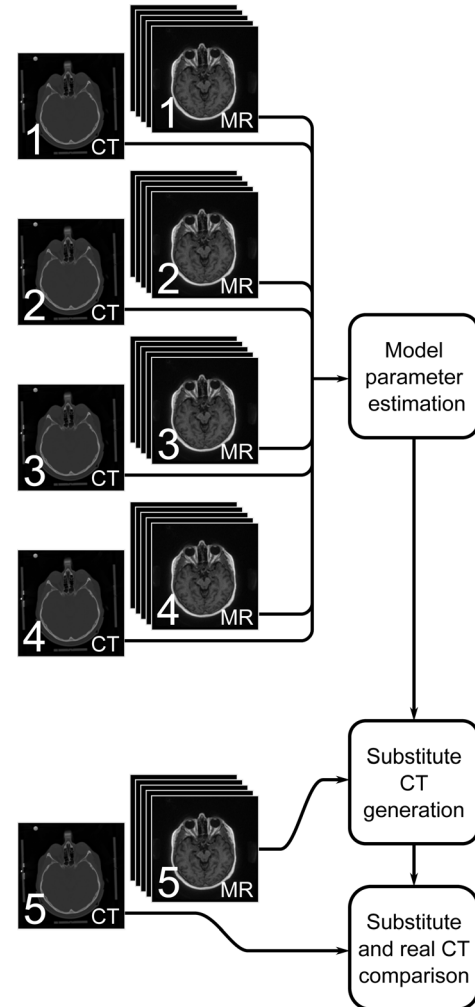 1 MR
1 CT
2 MR
2 CT
3 MR
3 CT
4 MR
4 CT
Model
parameter
estimation
Substitute
CT
generation
5 MR
5 CT
Substitute
and real CT
comparison